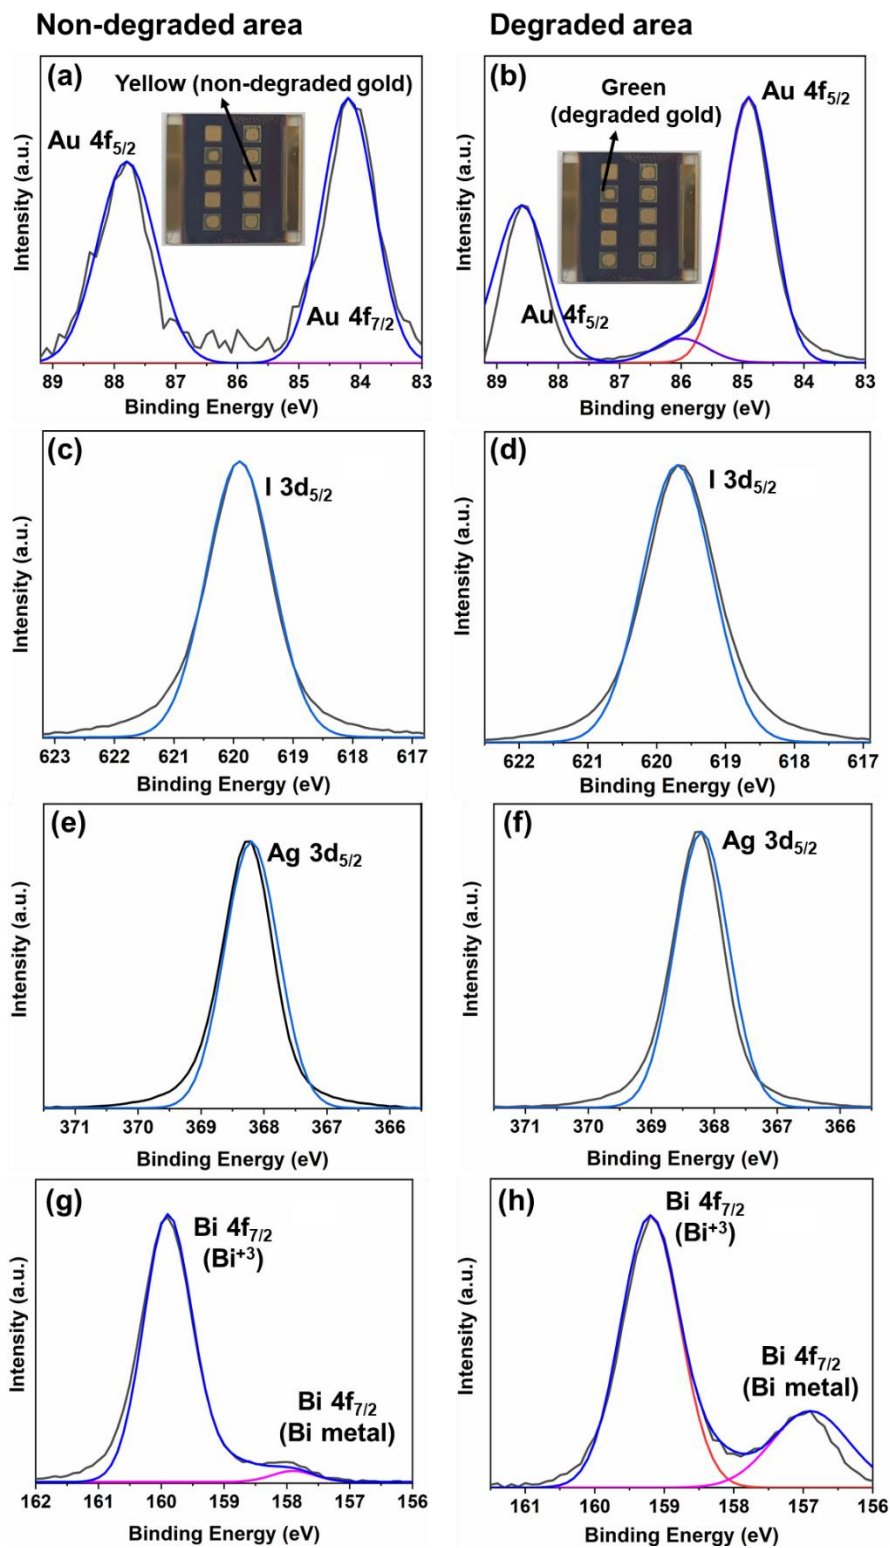 Non-degraded area
Degraded area
(a)
Yellow (non-degraded gold)
Au 4f5/2
Au 4f7/2
Intensity (a.u.)
89 88 87 86 85 84 83
Binding Energy (eV)
(b)
Green
(degraded gold)
Au 4f5/2
Au 4f5/2
Intensity (a.u.)
89 88 87 86 85 84 83
Binding energy (eV)
(c)
I 3d5/2
Intensity (a.u.)
623 622 621 620 619 618 617
Binding Energy (eV)
(d)
I 3d5/2
Intensity (a.u.)
622 621 620 619 618 617
Binding Energy (eV)
(e)
Ag 3d5/2
Intensity (a.u.)
371 370 369 368 367 366
Binding Energy (eV)
(f)
Ag 3d5/2
Intensity (a.u.)
371 370 369 368 367 366
Binding Energy (eV)
(g)
Bi 4f7/2
(Bi+3)
Bi 4f7/2
(Bi metal)
Intensity (a.u.)
162 161 160 159 158 157 156
Binding Energy (eV)
(h)
Bi 4f7/2
(Bi+3)
Bi 4f7/2
(Bi metal)
Intensity (a.u.)
161 160 159 158 157 156
Binding Energy (eV)